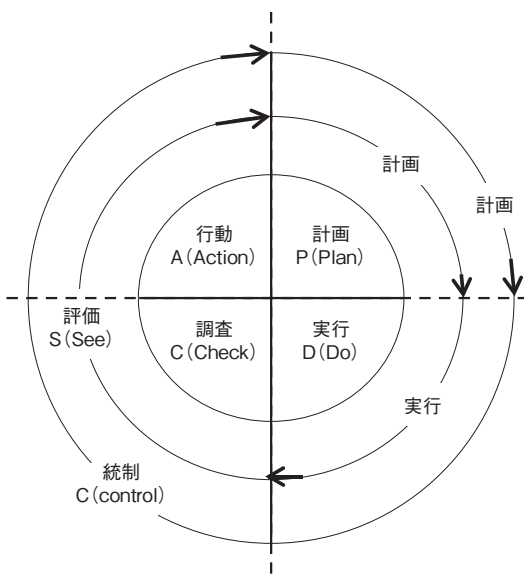 計画
計画
行動
A(Action)
計画
P(Plan)
評価
S(See)
調査
C(Check)
実行
D(Do)
実行
統制
C(control)